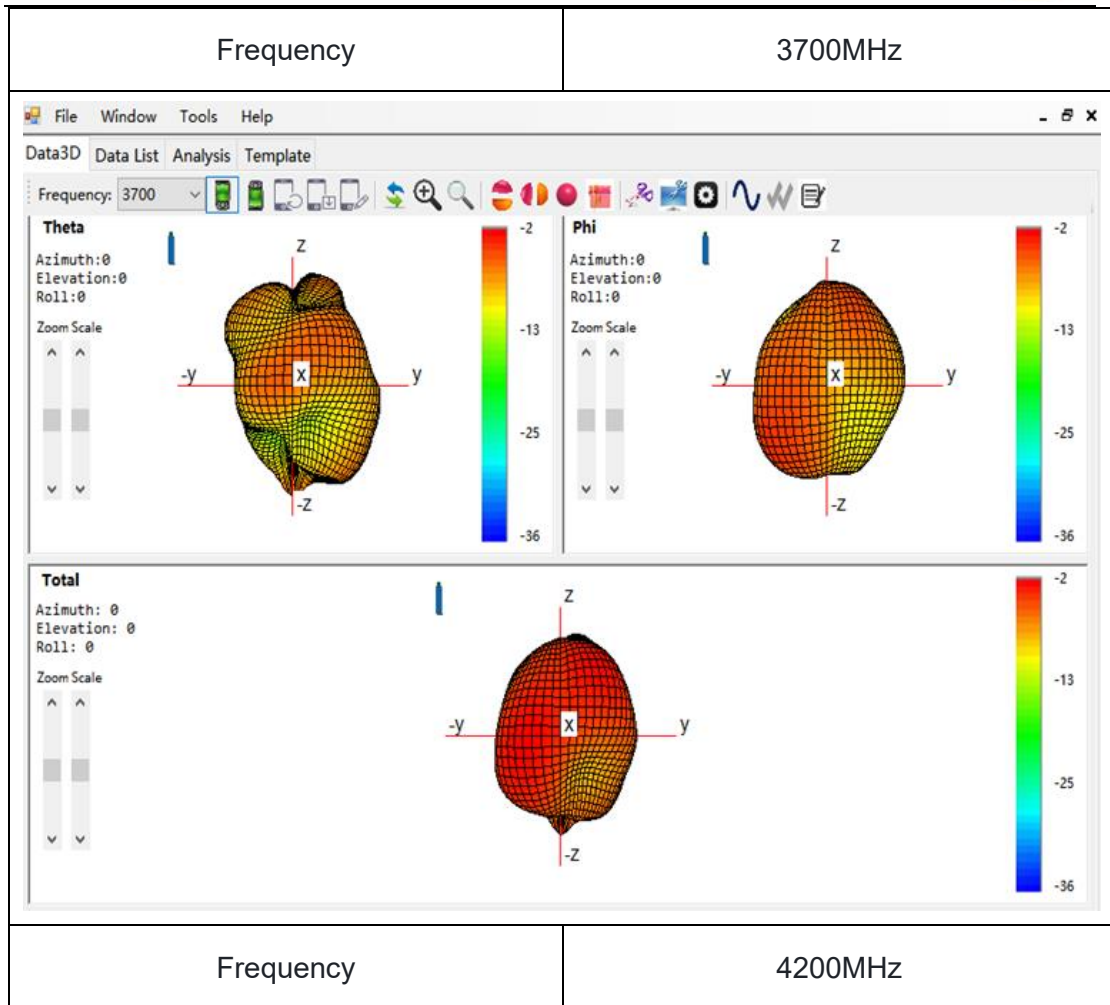 Frequency 3700MHz
File Window Tools Help
Data3D Data List Analysis Template
Frequency: 3700
Theta
Azimuth:0
Elevation:0
Roll:0
Zoom Scale
z
-y
X
y
-z
-2
-13
-25
-36
Phi
Azimuth:0
Elevation:0
Roll:0
Zoom Scale
z
-y
X
y
-z
-2
-13
-25
-36
Total
Azimuth: 0
Elevation: 0
Roll: 0
Zoom Scale
z
-y
X
y
-z
-2
-13
-25
-36
Frequency 4200MHz